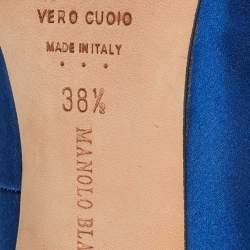 VERO CUOIO
MADE IN ITALY
38½
MANOLO BLA